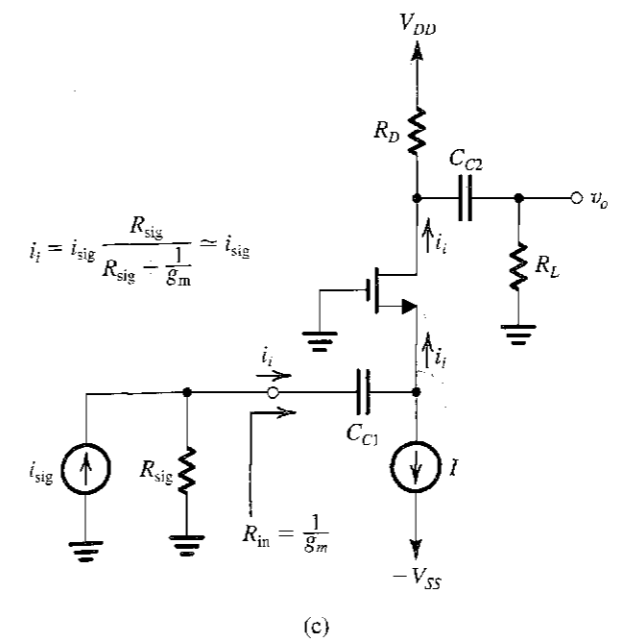 V_DD
R_D
C_C2
v_o
i_i = i_sig R_sig / (R_sig - 1/g_m) ≃ i_sig
i_i
R_L
i_i
i_i
C_C1
i_sig
R_sig
I
R_in = 1/g_m
-V_SS
(c)